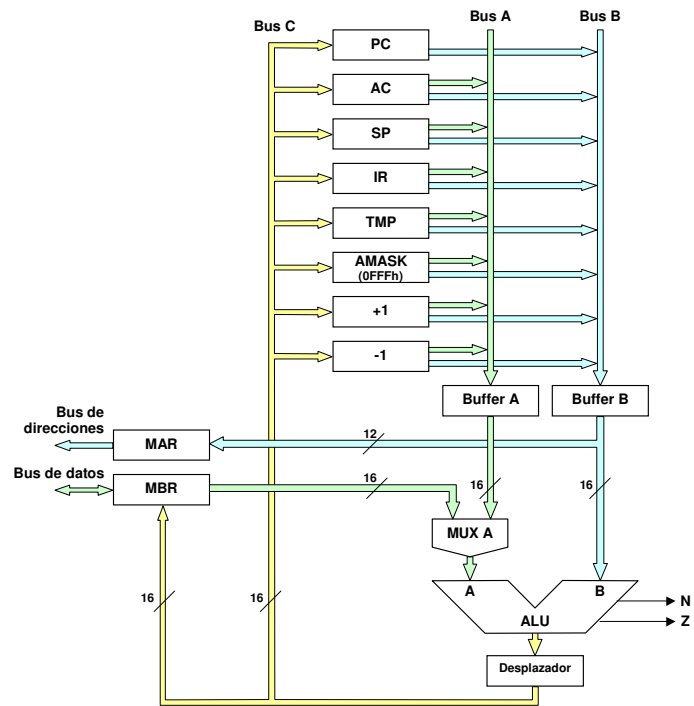 Bus A
Bus B
Bus C
PC
AC
SP
IR
TMP
AMASK
(0FFFh)
+1
-1
Buffer A
Buffer B
Bus de
direcciones
MAR
12
Bus de datos
MBR
16
16
16
MUX A
A
B
16
16
N
ALU
Z
Desplazador